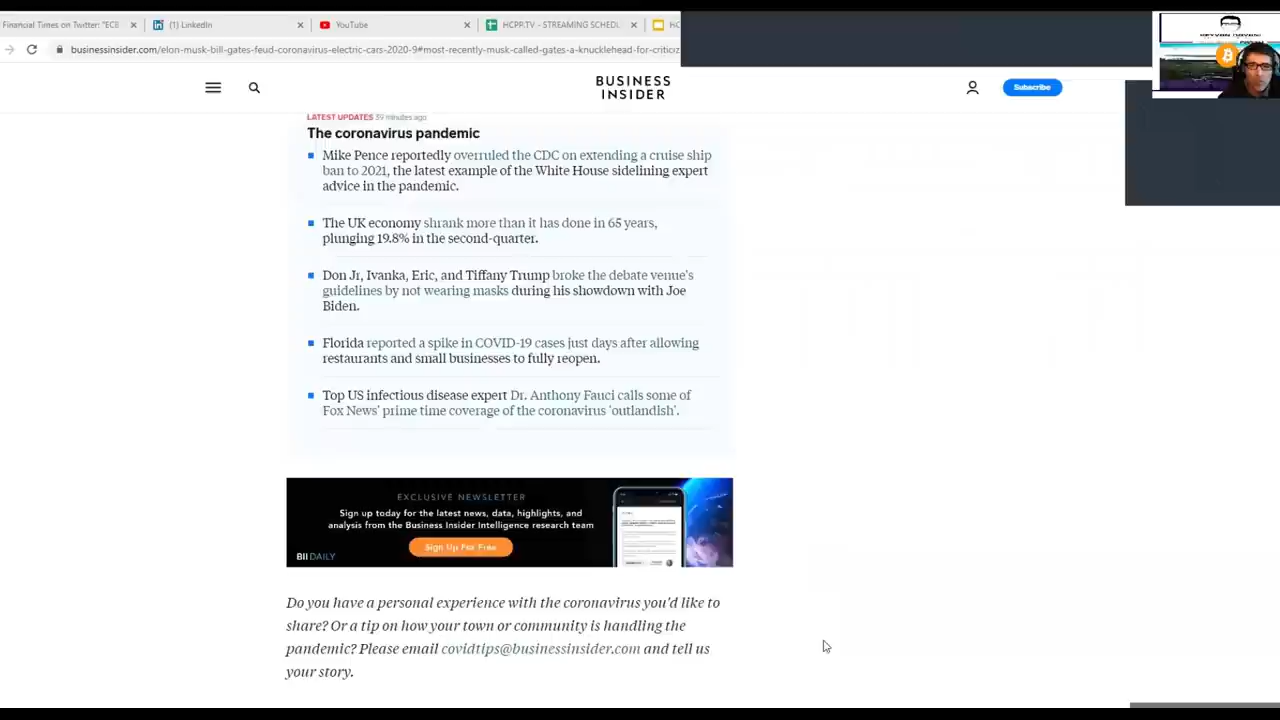 Financial Times on Twitter: "ECB
(1) LinkedIn
YouTube
HCPP.TV - STREAMING SCHEDU
HC
businessinsider.com/elon-musk-bill-gates-feud-coronavirus-electric-cars-2020-9#most-recently-musk-called-gates-a-knucklehead-for-criticiz
BUSINESS
INSIDER
Subscribe
LATEST UPDATES 39 minutes ago
The coronavirus pandemic
Mike Pence reportedly overruled the CDC on extending a cruise ship
ban to 2021, the latest example of the White House sidelining expert
advice in the pandemic.
The UK economy shrank more than it has done in 65 years,
plunging 19.8% in the second-quarter.
Don Jr, Ivanka, Eric, and Tiffany Trump broke the debate venue's
guidelines by not wearing masks during his showdown with Joe
Biden.
Florida reported a spike in COVID-19 cases just days after allowing
restaurants and small businesses to fully reopen.
Top US infectious disease expert Dr. Anthony Fauci calls some of
Fox News' prime time coverage of the coronavirus 'outlandish'.
EXCLUSIVE NEWSLETTER
Sign up today for the latest news, data, highlights, and
analysis from the Business Insider Intelligence research team
Sign Up For Free
BII DAILY
Do you have a personal experience with the coronavirus you'd like to
share? Or a tip on how your town or community is handling the
pandemic? Please email covidtips@businessinsider.com and tell us
your story.